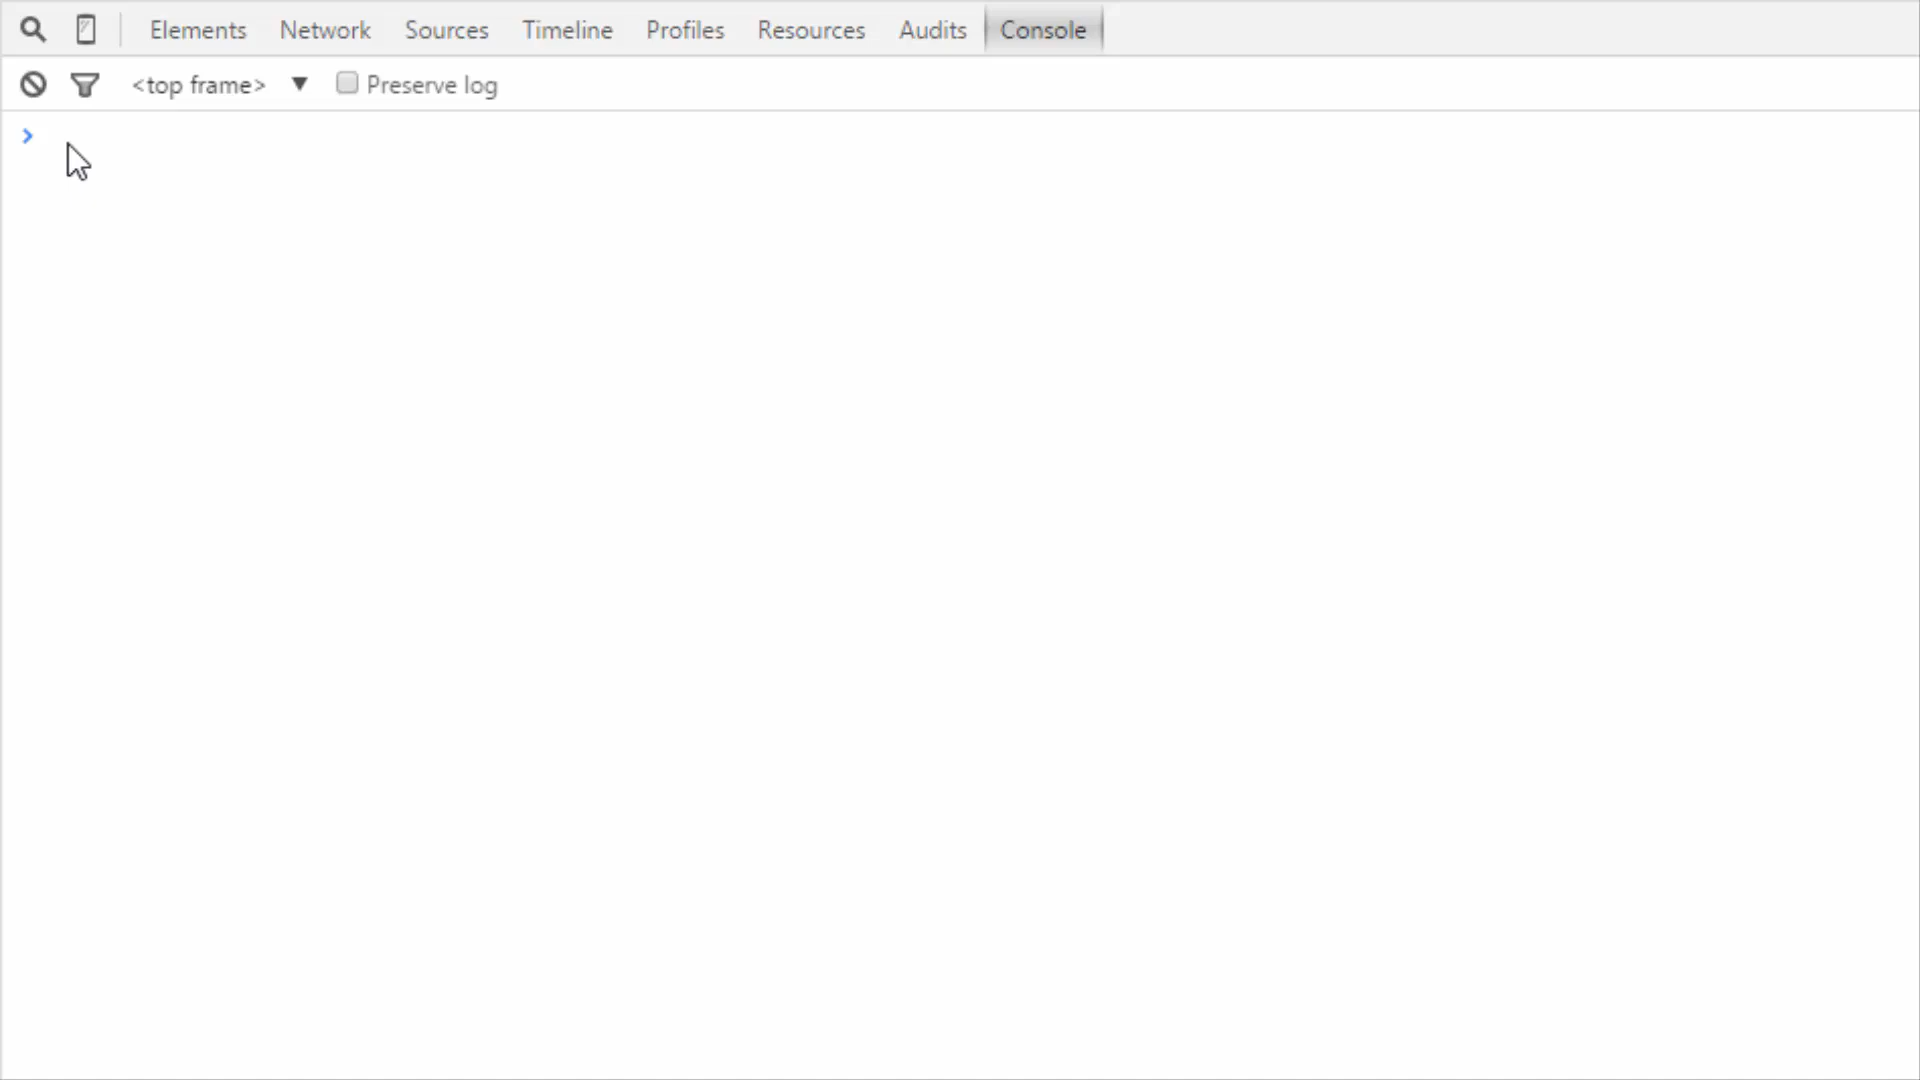 Elements Network Sources Timeline Profiles Resources Audits Console
<top frame> ▼ Preserve log
>